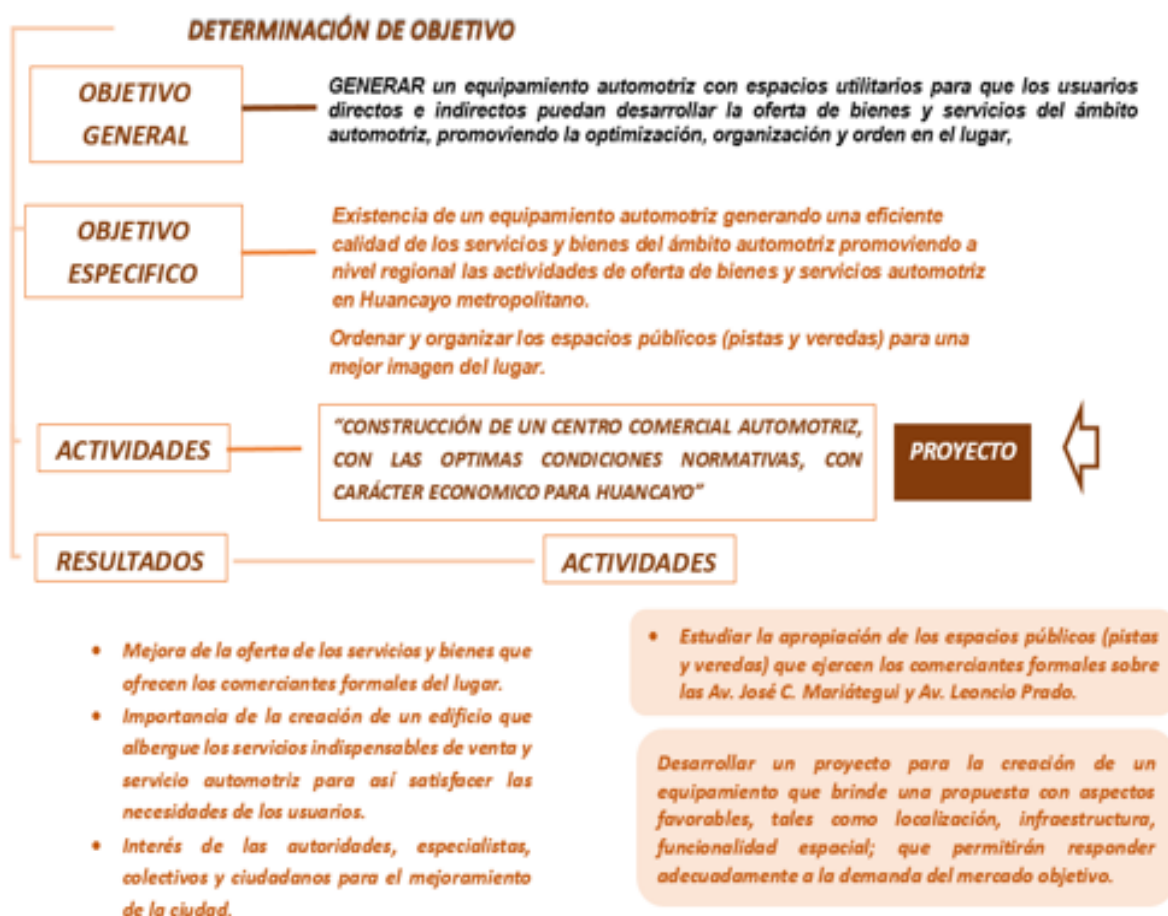 DETERMINACIÓN DE OBJETIVO
OBJETIVO
GENERAL
GENERAR un equipamiento automotriz con espacios utilitarios para que los usuarios
directos e indirectos puedan desarrollar la oferta de bienes y servicios del ámbito
automotriz, promoviendo la optimización, organización y orden en el lugar,
OBJETIVO
ESPECIFICO
Existencia de un equipamiento automotriz generando una eficiente
calidad de los servicios y bienes del ámbito automotriz promoviendo a
nivel regional las actividades de oferta de bienes y servicios automotriz
en Huancayo metropolitano.
Ordenar y organizar los espacios públicos (pistas y veredas) para una
mejor imagen del lugar.
ACTIVIDADES
"CONSTRUCCIÓN DE UN CENTRO COMERCIAL AUTOMOTRIZ,
CON LAS OPTIMAS CONDICIONES NORMATIVAS, CON
CARÁCTER ECONOMICO PARA HUANCAYO"
PROYECTO
RESULTADOS
ACTIVIDADES
• Mejora de la oferta de los servicios y bienes que
ofrecen los comerciantes formales del lugar.
• Importancia de la creación de un edificio que
albergue los servicios indispensables de venta y
servicio automotriz para así satisfacer las
necesidades de los usuarios.
• Interés de las autoridades, especialistas,
colectivos y ciudadanos para el mejoramiento
de la ciudad.
• Estudiar la apropiación de los espacios públicos (pistas
y veredas) que ejercen los comerciantes formales sobre
las Av. José C. Mariátegui y Av. Leoncio Prado.
Desarrollar un proyecto para la creación de un
equipamiento que brinde una propuesta con aspectos
favorables, tales como localización, infraestructura,
funcionalidad espacial; que permitirán responder
adecuadamente a la demanda del mercado objetivo.